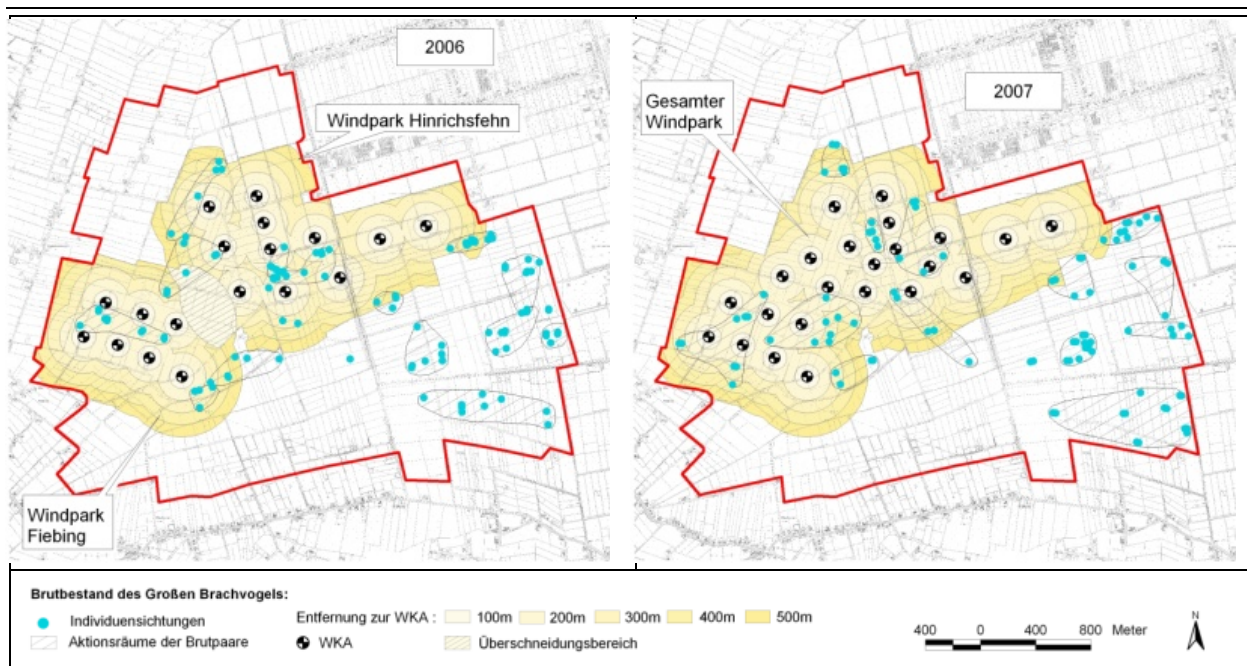 2006
Windpark Hinrichsfehn
Windpark
Fiebing
Gesamter
Windpark
2007
Brutbestand des Großen Brachvogels:
Individuensichtungen
Aktionsräume der Brutpaare
Entfernung zur WKA : 100m 200m 300m 400m 500m
WKA
Überschneidungsbereich
400 0 400 800 Meter
N